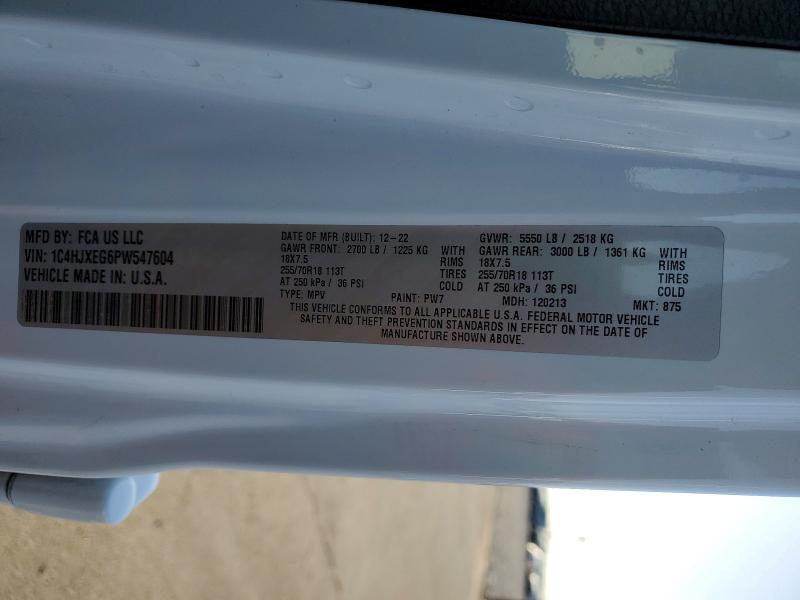 MFD BY: FCA US LLC
VIN: 1C4HJXEG6PW547604
VEHICLE MADE IN: U.S.A.
DATE OF MFR (BUILT): 12-22 GVWR: 5550 LB / 2518 KG
GAWR FRONT: 2700 LB / 1225 KG WITH GAWR REAR: 3000 LB / 1361 KG WITH
18X7.5 RIMS 18X7.5 RIMS
255/70R18 113T TIRES 255/70R18 113T TIRES
AT 250 kPa / 36 PSI COLD AT 250 kPa / 36 PSI COLD
TYPE: MPV PAINT: PW7 MDH: 120213 MKT: 875
THIS VEHICLE CONFORMS TO ALL APPLICABLE U.S.A. FEDERAL MOTOR VEHICLE
SAFETY AND THEFT PREVENTION STANDARDS IN EFFECT ON THE DATE OF
MANUFACTURE SHOWN ABOVE.